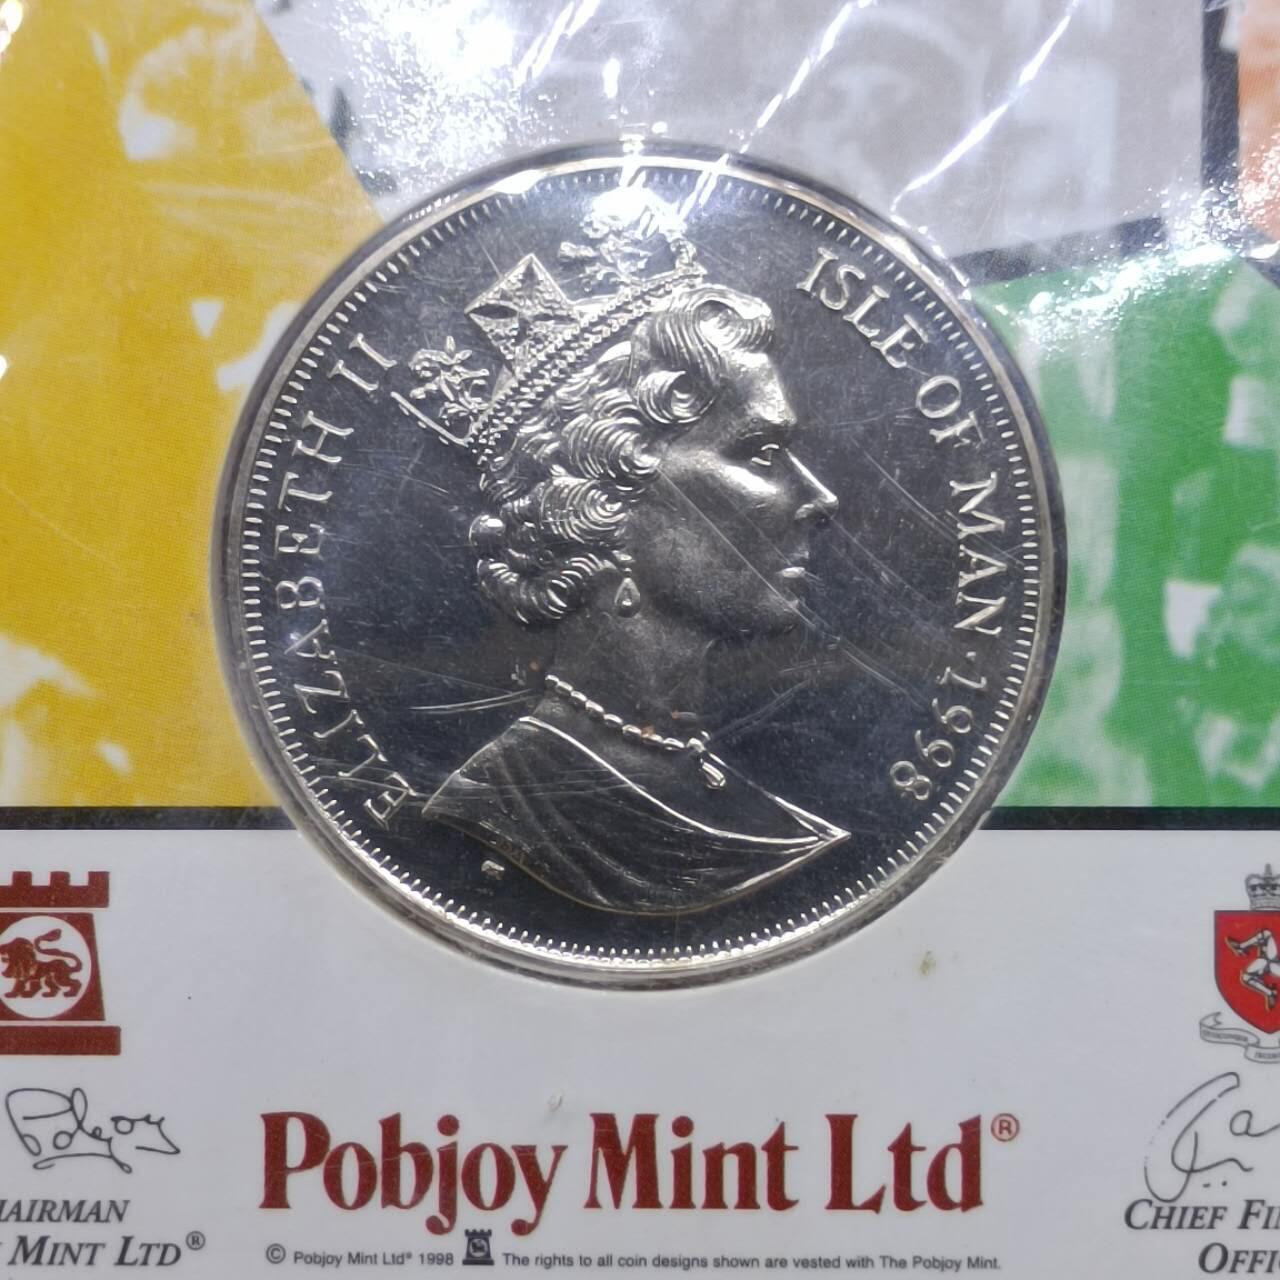 ELIZABETH II
ISLE OF MAN · 1998
Pobjoy
HAIRMAN
MINT LTD®
Pobjoy Mint Ltd®
© Pobjoy Mint Ltd® 1998 The rights to all coin designs shown are vested with The Pobjoy Mint.
CHIEF FI
OFFI